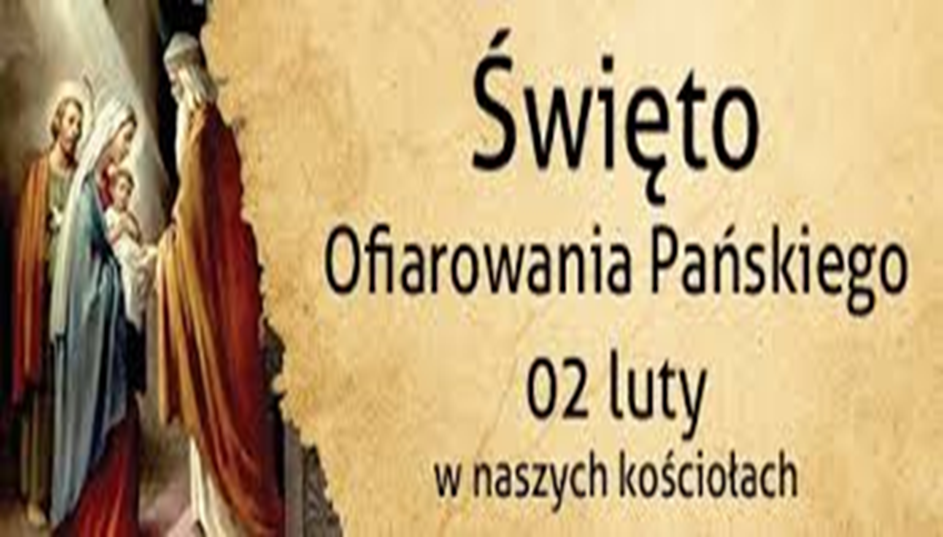 Święto
Ofiarowania Pańskiego
02 luty
w naszych kościołach